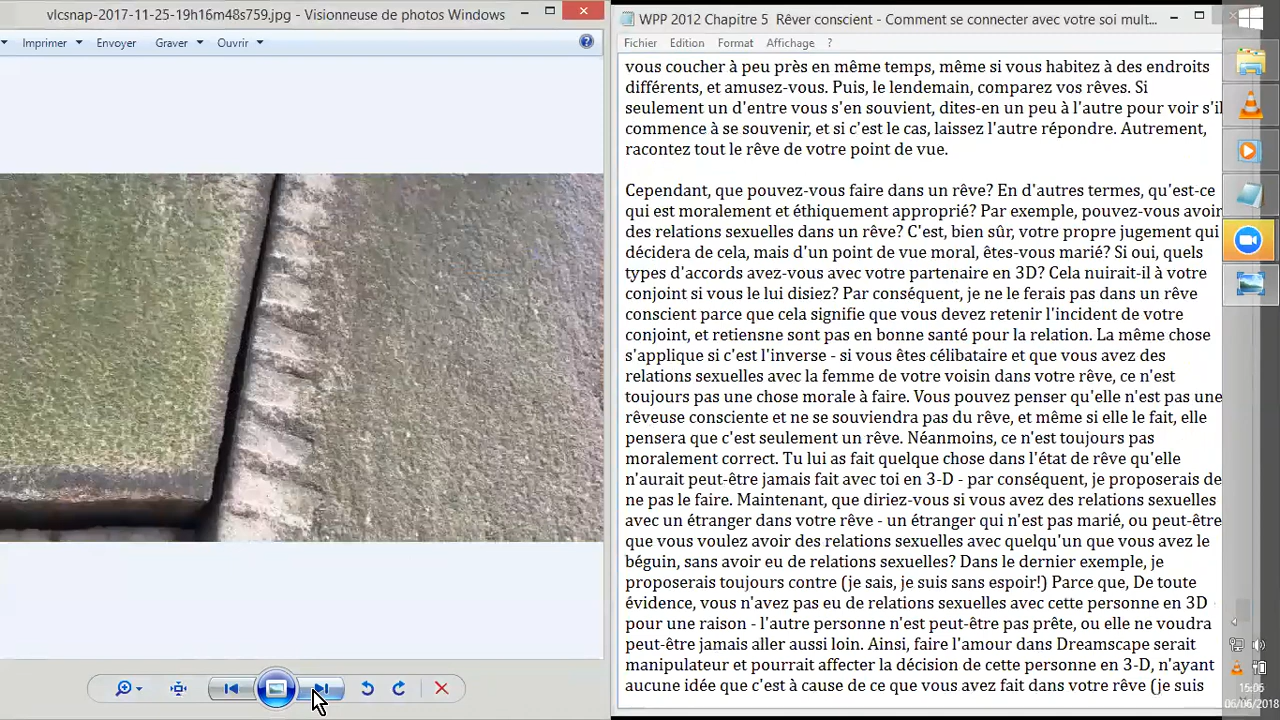 vlcsnap-2017-11-25-19h16m48s759.jpg - Visionneuse de photos Windows
Imprimer Envoyer Graver Ouvrir
WPP 2012 Chapitre 5 Rêver conscient - Comment se connecter avec votre soi mult...
Fichier Edition Format Affichage ?
vous coucher à peu près en même temps, même si vous habitez à des endroits
différents, et amusez-vous. Puis, le lendemain, comparez vos rêves. Si
seulement un d'entre vous s'en souvient, dites-en un peu à l'autre pour voir s'il
commence à se souvenir, et si c'est le cas, laissez l'autre répondre. Autrement,
racontez tout le rêve de votre point de vue.
Cependant, que pouvez-vous faire dans un rêve? En d'autres termes, qu'est-ce
qui est moralement et éthiquement approprié? Par exemple, pouvez-vous avoir
des relations sexuelles dans un rêve? C'est, bien sûr, votre propre jugement qui
décidera de cela, mais d'un point de vue moral, êtes-vous marié? Si oui, quels
types d'accords avez-vous avec votre partenaire en 3D? Cela nuirait-il à votre
conjoint si vous le lui disiez? Par conséquent, je ne le ferais pas dans un rêve
conscient parce que cela signifie que vous devez retenir l'incident de votre
conjoint, et retiensne sont pas en bonne santé pour la relation. La même chose
s'applique si c'est l'inverse - si vous êtes célibataire et que vous avez des
relations sexuelles avec la femme de votre voisin dans votre rêve, ce n'est
toujours pas une chose morale à faire. Vous pouvez penser qu'elle n'est pas une
rêveuse consciente et ne se souviendra pas du rêve, et même si elle le fait, elle
pensera que c'est seulement un rêve. Néanmoins, ce n'est toujours pas
moralement correct. Tu lui as fait quelque chose dans l'état de rêve qu'elle
n'aurait peut-être jamais fait avec toi en 3-D - par conséquent, je proposerais de
ne pas le faire. Maintenant, que diriez-vous si vous avez des relations sexuelles
avec un étranger dans votre rêve - un étranger qui n'est pas marié, ou peut-être
que vous voulez avoir des relations sexuelles avec quelqu'un que vous avez le
béguin, sans avoir eu de relations sexuelles? Dans le dernier exemple, je
proposerais toujours contre (je sais, je suis sans espoir!) Parce que, De toute
évidence, vous n'avez pas eu de relations sexuelles avec cette personne en 3D
pour une raison - l'autre personne n'est peut-être pas prête, ou elle ne voudra
peut-être jamais aller aussi loin. Ainsi, faire l'amour dans Dreamscape serait
manipulateur et pourrait affecter la décision de cette personne en 3-D, n'ayant
aucune idée que c'est à cause de ce que vous avez fait dans votre rêve (je suis
15:05
06/06/2018